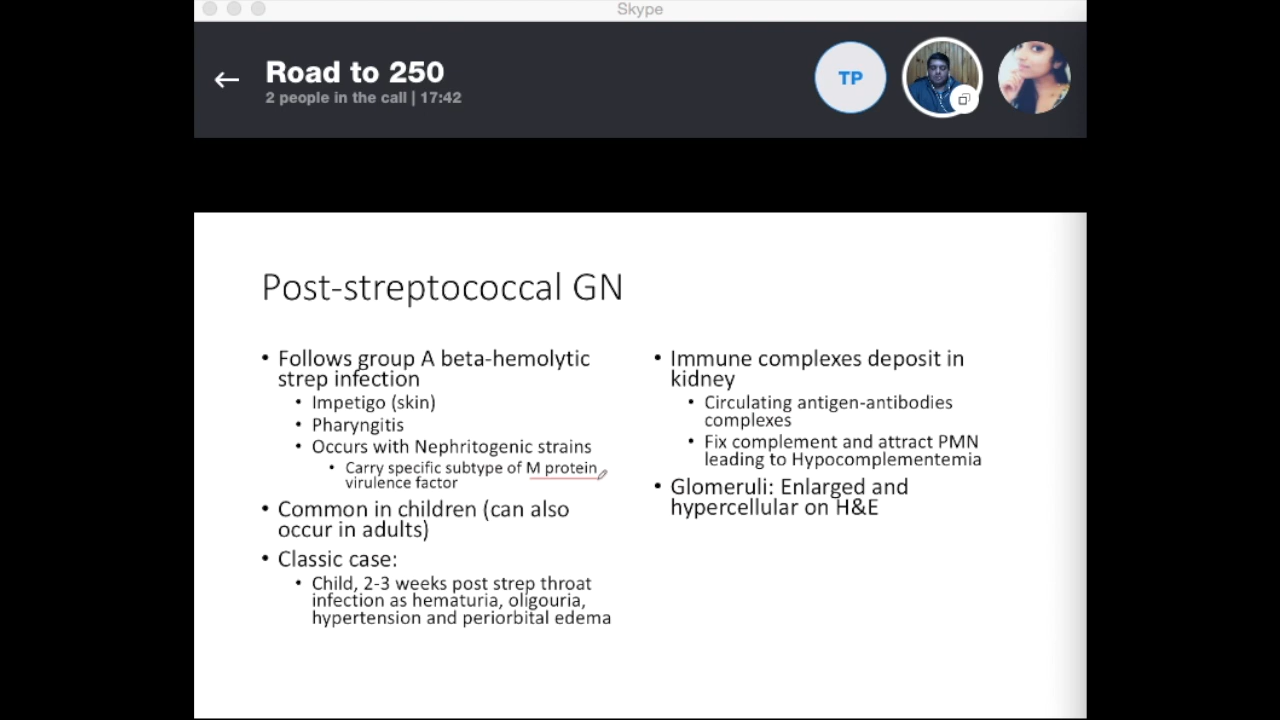 Skype
Road to 250
2 people in the call | 17:42
TP
Post-streptococcal GN
• Follows group A beta-hemolytic
strep infection
• Impetigo (skin)
• Pharyngitis
• Occurs with Nephritogenic strains
• Carry specific subtype of M protein
virulence factor
• Common in children (can also
occur in adults)
• Classic case:
• Child, 2-3 weeks post strep throat
infection as hematuria, oligouria,
hypertension and periorbital edema
• Immune complexes deposit in
kidney
• Circulating antigen-antibodies
complexes
• Fix complement and attract PMN
leading to Hypocomplementemia
• Glomeruli: Enlarged and
hypercellular on H&E